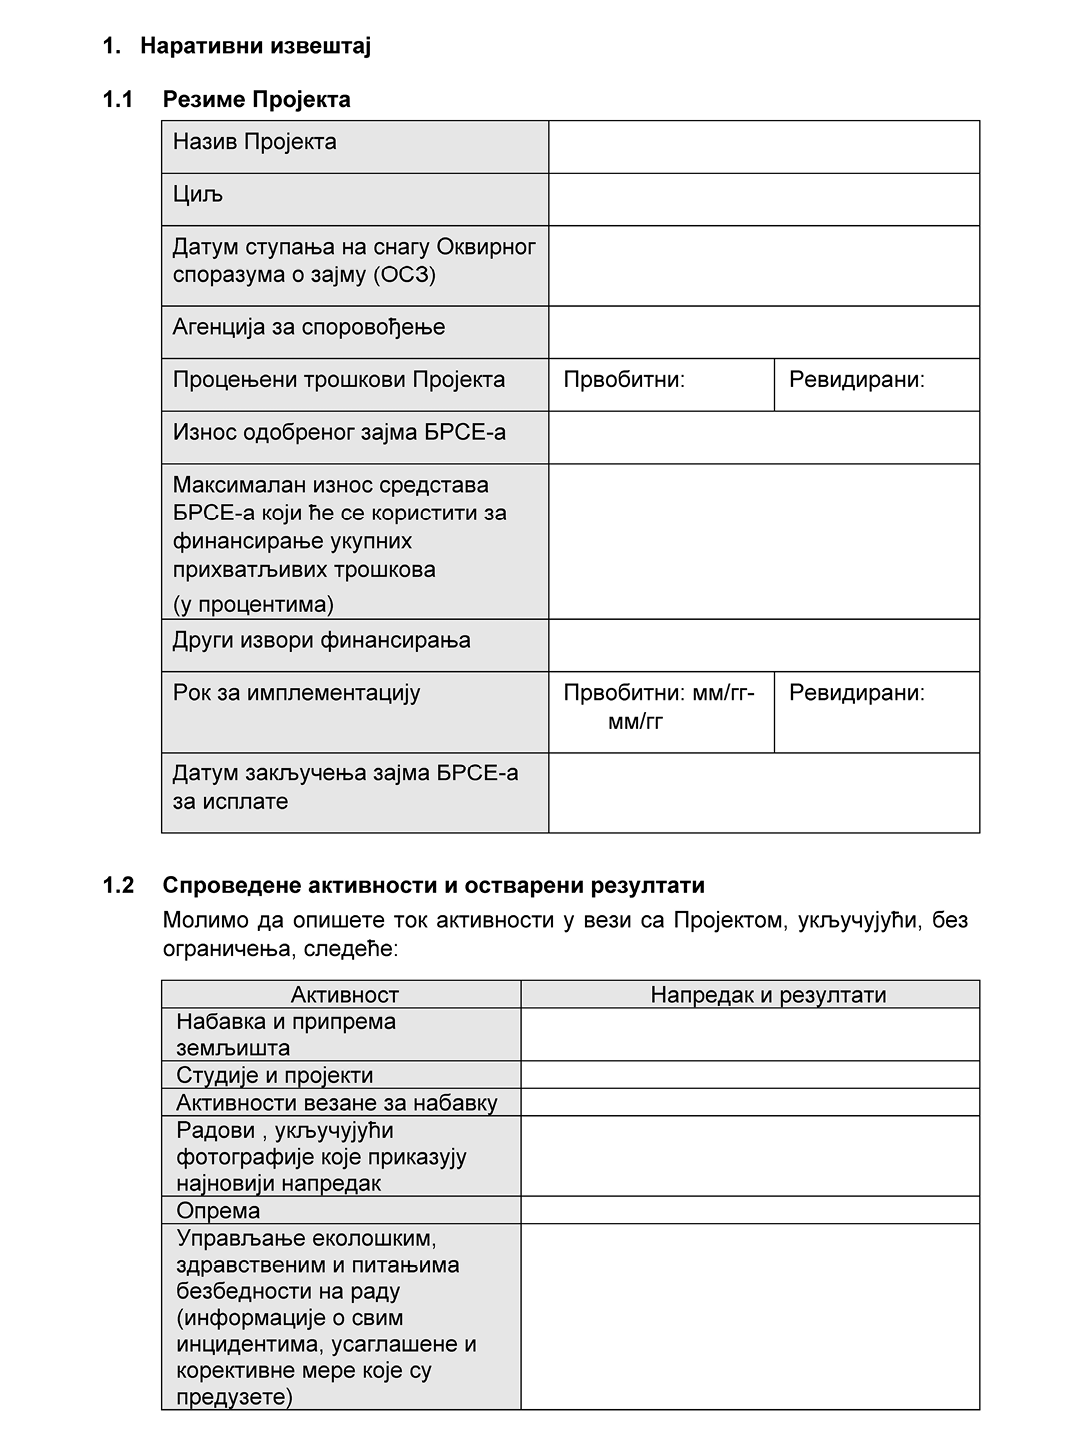 1. Наративни извештај
1.1 Резиме Пројекта
Назив Пројекта
Циљ
Датум ступања на снагу Оквирног
споразума о зајму (ОСЗ)
Агенција за споровођење
Процењени трошкови Пројекта
Првобитни:
Ревидирани:
Износ одобреног зајма БРСЕ-а
Максималан износ средстава
БРСЕ-а који ће се користити за
финансирање укупних
прихватљивих трошкова
(у процентима)
Други извори финансирања
Рок за имплементацију
Првобитни: мм/гг-
мм/гг
Ревидирани:
Датум закључења зајма БРСЕ-а
за исплате
1.2 Спроведене активности и остварени резултати
Молимо да опишете ток активности у вези са Пројектом, укључујући, без
ограничења, следеће:
Активност
Напредак и резултати
Набавка и припрема
земљишта
Студије и пројекти
Активности везане за набавку
Радови , укључујући
фотографије које приказују
најновији напредак
Опрема
Управљање еколошким,
здравственим и питањима
безбедности на раду
(информације о свим
инцидентима, усаглашене и
корективне мере које су
предузете)